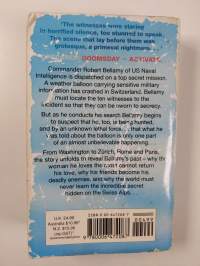 'The witnesses were staring
in horrified silence, too stunned to speak.
The scene that lay before them was
grotesque, a primeval nightmare...'
DOOMSDAY – ACTIVATE
Commander Robert Bellamy of US Naval
Intelligence is dispatched on a top secret mission.
A weather balloon carrying sensitive military
information has crashed in Switzerland. Bellamy
must locate the ten witnesses to the
incident so that they can be sworn to secrecy.
But as he conducts his search Bellamy begins
to suspect that he, too, is being hunted, and
by an unknown lethal force... that what he
was told about the balloon is only one part
of an almost unbelievable happening.
From Washington to Zürich, Rome and Paris,
the story unfolds to reveal Bellamy's past – why the
woman he loves the most cannot return
his love, why his friends become his
deadly enemies, and why the world must
never learn the incredible secret
hidden on the Swiss Alps...
U.K. £4.99